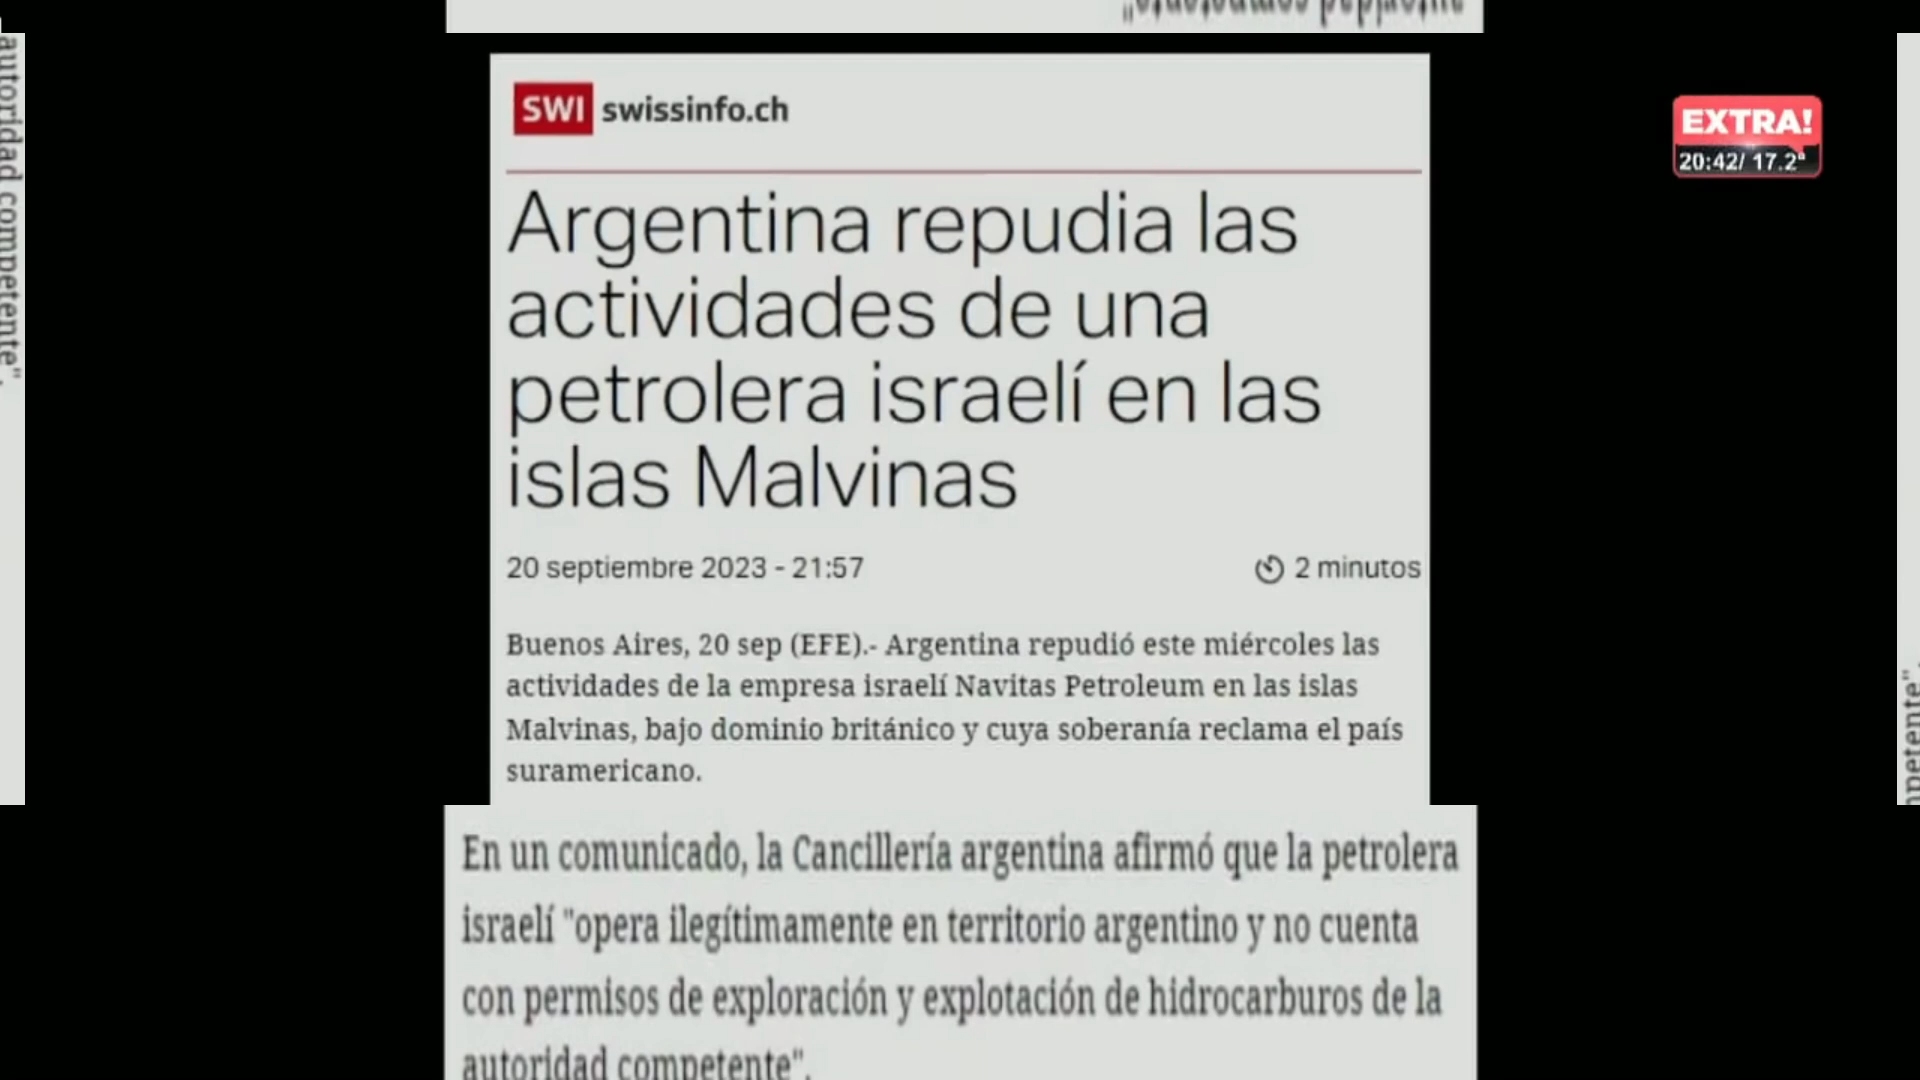 autoridad competente".
SWI swissinfo.ch
EXTRA!
20:42/ 17.2°
Argentina repudia las
actividades de una
petrolera israelí en las
islas Malvinas
20 septiembre 2023 - 21:57
2 minutos
Buenos Aires, 20 sep (EFE).- Argentina repudió este miércoles las
actividades de la empresa israelí Navitas Petroleum en las islas
Malvinas, bajo dominio británico y cuya soberanía reclama el país
suramericano.
En un comunicado, la Cancillería argentina afirmó que la petrolera
israelí "opera ilegítimamente en territorio argentino y no cuenta
con permisos de exploración y explotación de hidrocarburos de la
autoridad competente".
autoridad competente".